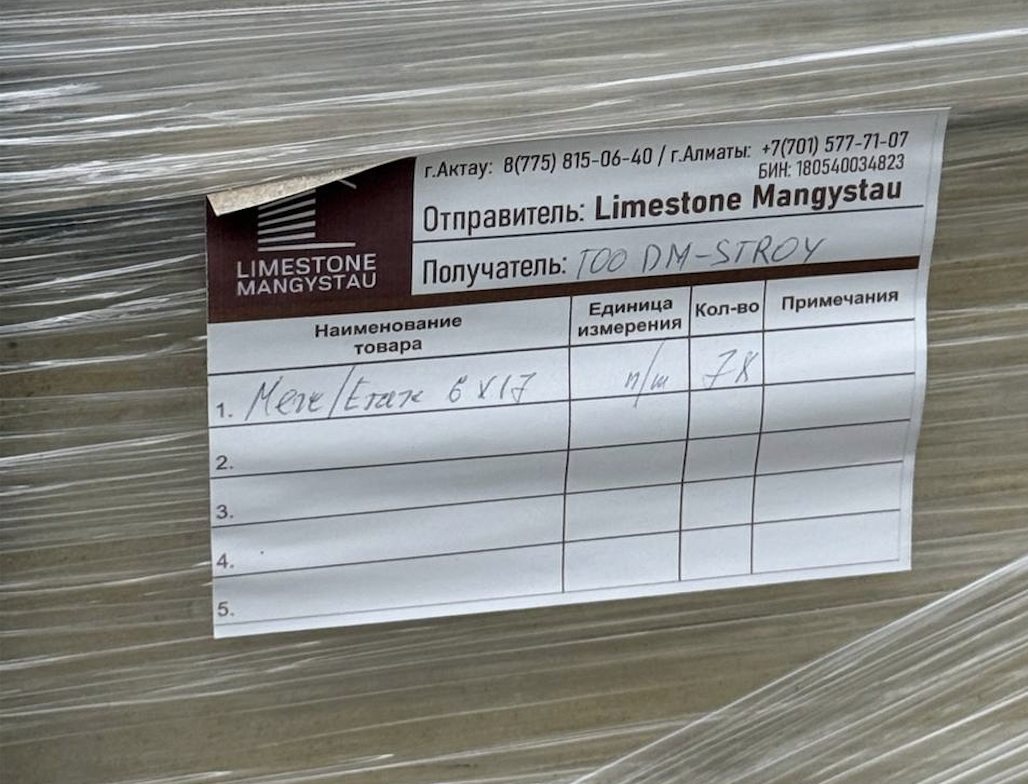 г.Актау: 8(775) 815-06-40 / г.Алматы: +7(701) 577-71-07
БИН: 180540034823
Отправитель: Limestone Mangystau
Получатель: ТОО DM-STROY
LIMESTONE
MANGYSTAU
Наименование товара
Единица измерения
Кол-во
Примечания
1. Меж/Етаж 6 х 17 п/ш 78
2.
3.
4.
5.